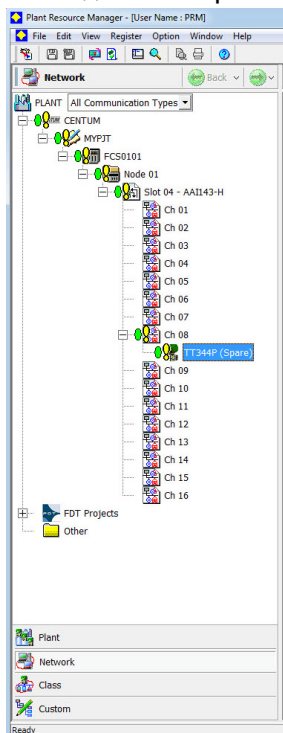 Plant Resource Manager - [User Name : PRM]
File Edit View Register Option Window Help
Network Back
PLANT All Communication Types
CENTUM
MYPJT
FCS0101
Node 01
Slot 04 - AAI143-H
Ch 01
Ch 02
Ch 03
Ch 04
Ch 05
Ch 06
Ch 07
Ch 08
TT344P (Spare)
Ch 09
Ch 10
Ch 11
Ch 12
Ch 13
Ch 14
Ch 15
Ch 16
FDT Projects
Other
Plant
Network
Class
Custom
Ready